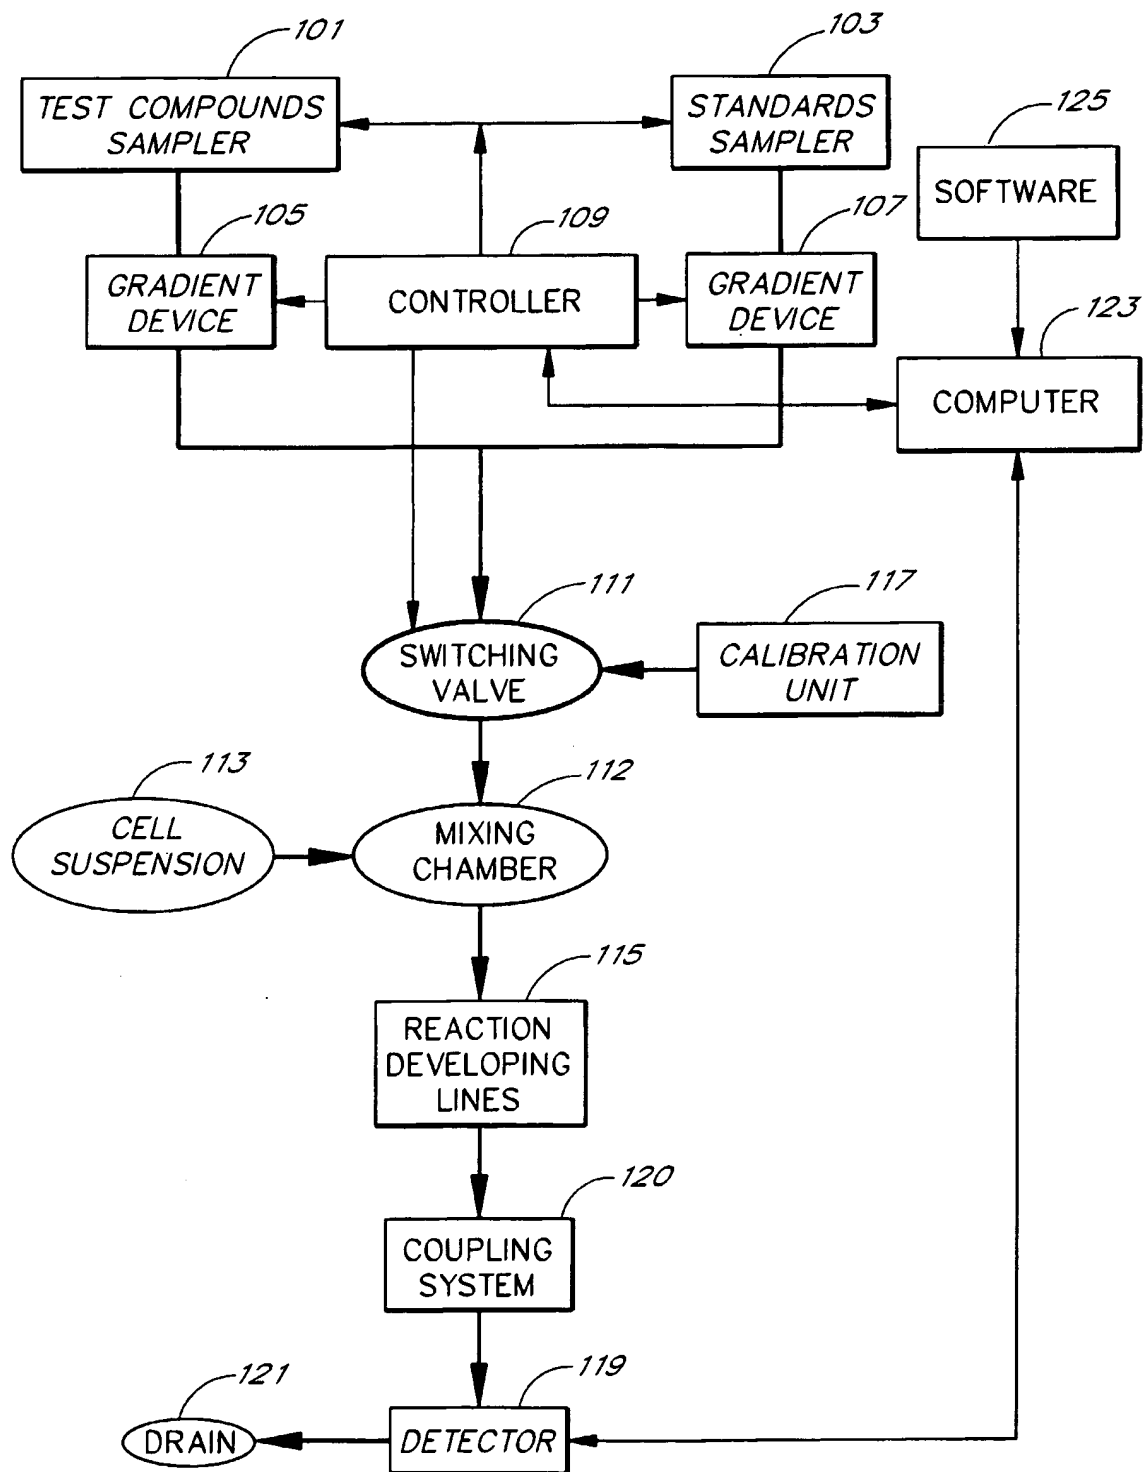 101
103
TEST COMPOUNDS
SAMPLER
STANDARDS
SAMPLER
125
SOFTWARE
105
109
107
GRADIENT
DEVICE
CONTROLLER
GRADIENT
DEVICE
123
COMPUTER
111
117
SWITCHING
VALVE
CALIBRATION
UNIT
113
112
CELL
SUSPENSION
MIXING
CHAMBER
115
REACTION
DEVELOPING
LINES
120
COUPLING
SYSTEM
121
119
DRAIN
DETECTOR